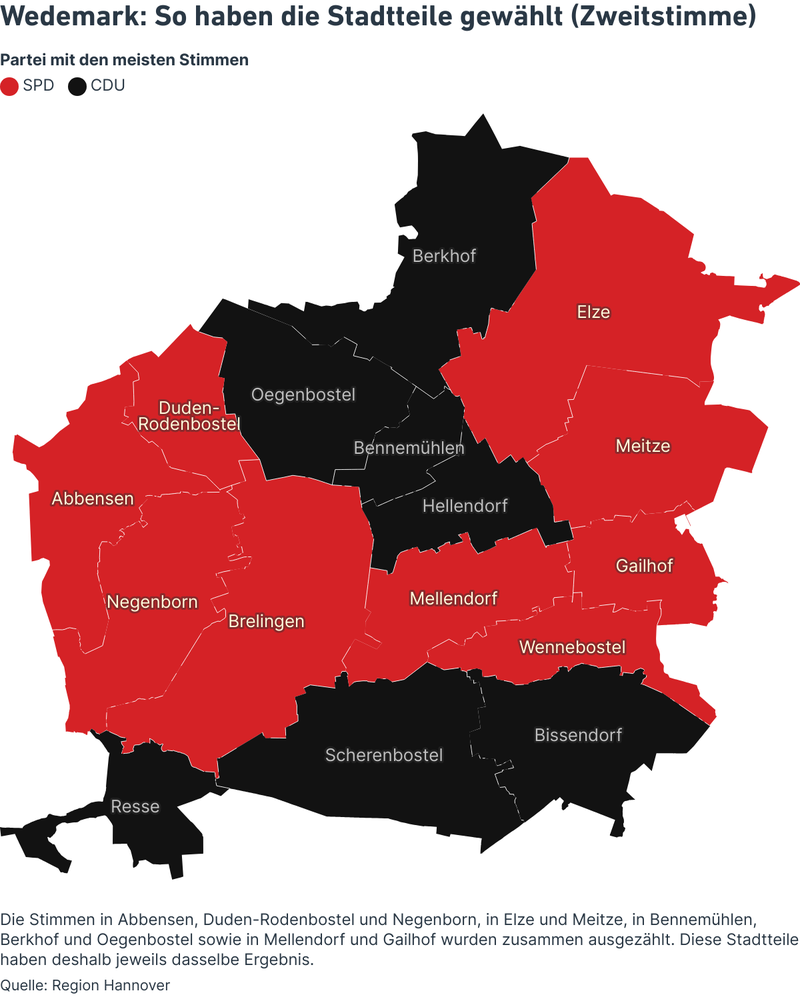 Wedemark: So haben die Stadtteile gewählt (Zweitstimme)
Partei mit den meisten Stimmen
SPD CDU
Berkhof
Elze
Oegenbostel
Duden-
Rodenbostel
Bennemühlen
Meitze
Abbensen
Hellendorf
Gailhof
Negenborn
Mellendorf
Brelingen
Wennebostel
Bissendorf
Scherenbostel
Resse
Die Stimmen in Abbensen, Duden-Rodenbostel und Negenborn, in Elze und Meitze, in Bennemühlen,
Berkhof und Oegenbostel sowie in Mellendorf und Gailhof wurden zusammen ausgezählt. Diese Stadtteile
haben deshalb jeweils dasselbe Ergebnis.
Quelle: Region Hannover